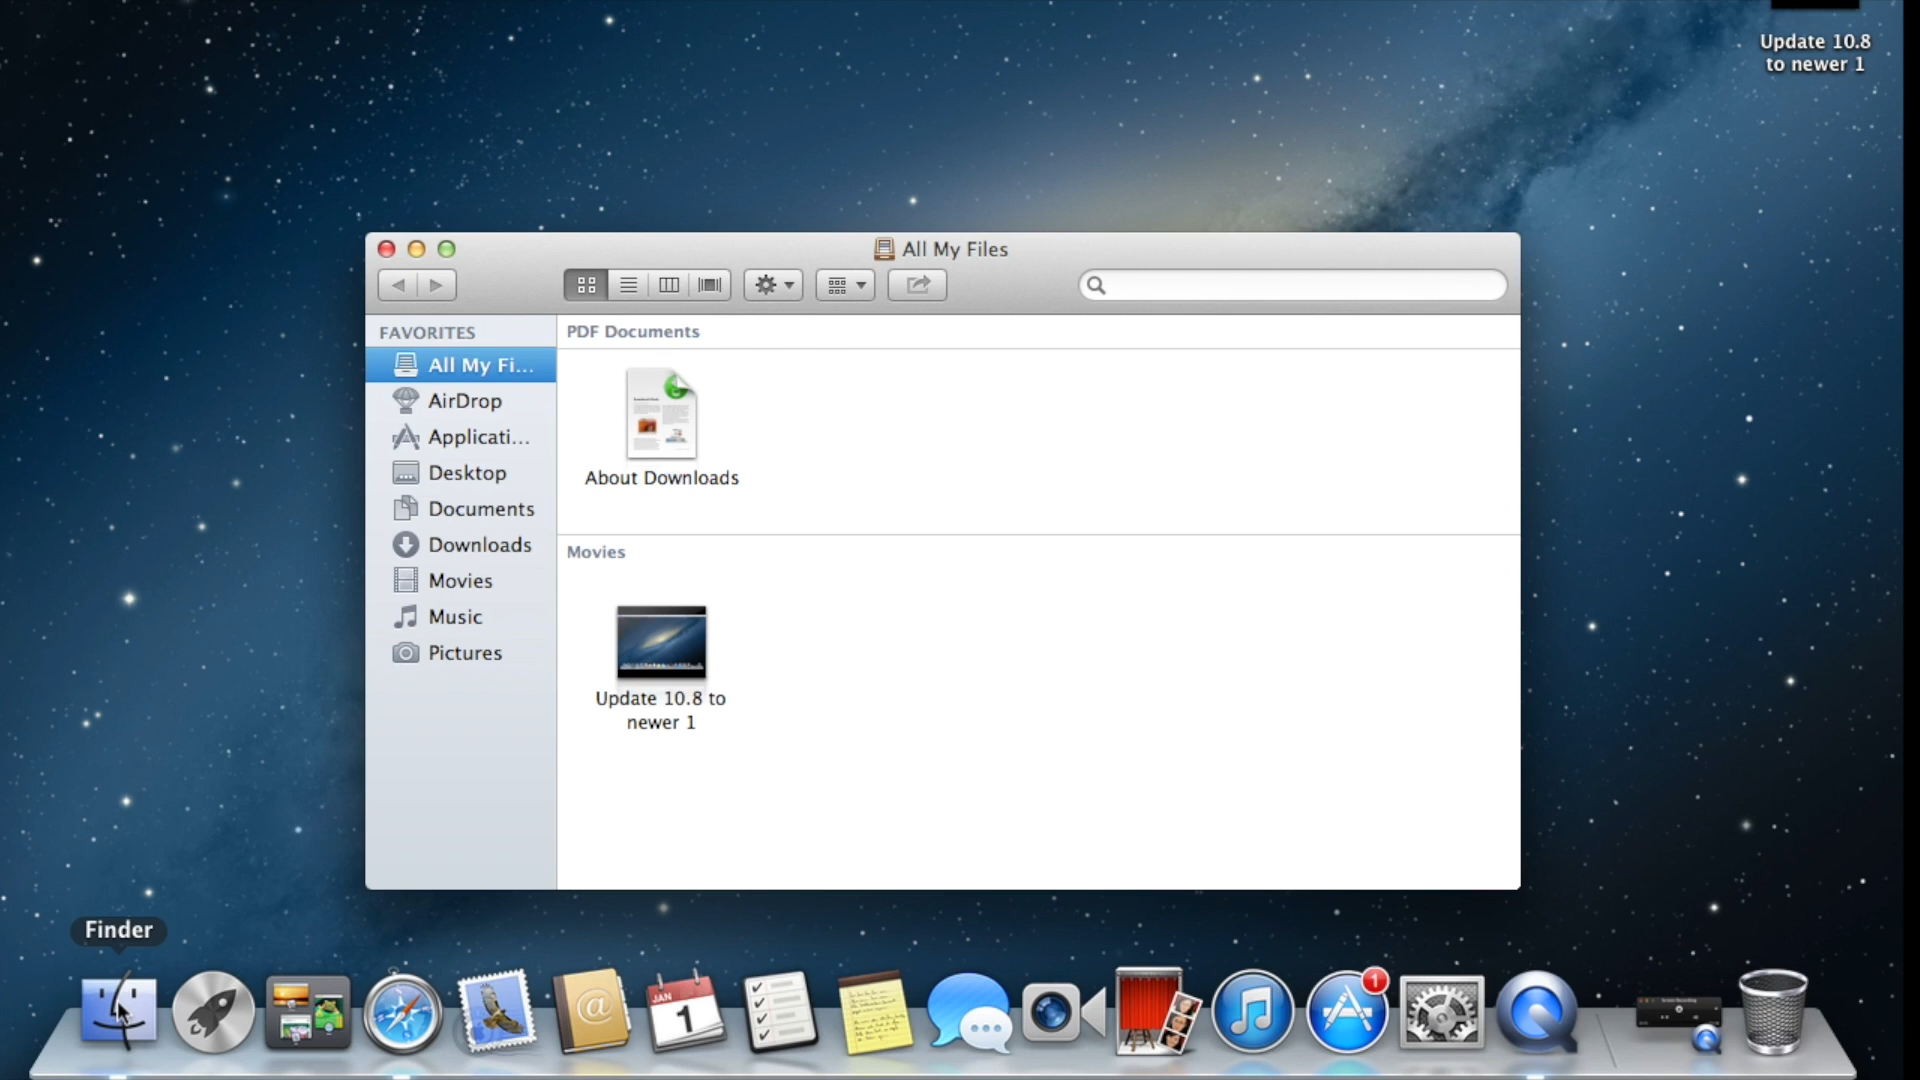 Update 10.8
to newer 1
All My Files
FAVORITES
All My Fi...
AirDrop
Applicati...
Desktop
Documents
Downloads
Movies
Music
Pictures
PDF Documents
About Downloads
Movies
Update 10.8 to
newer 1
Finder
JAN
1
1